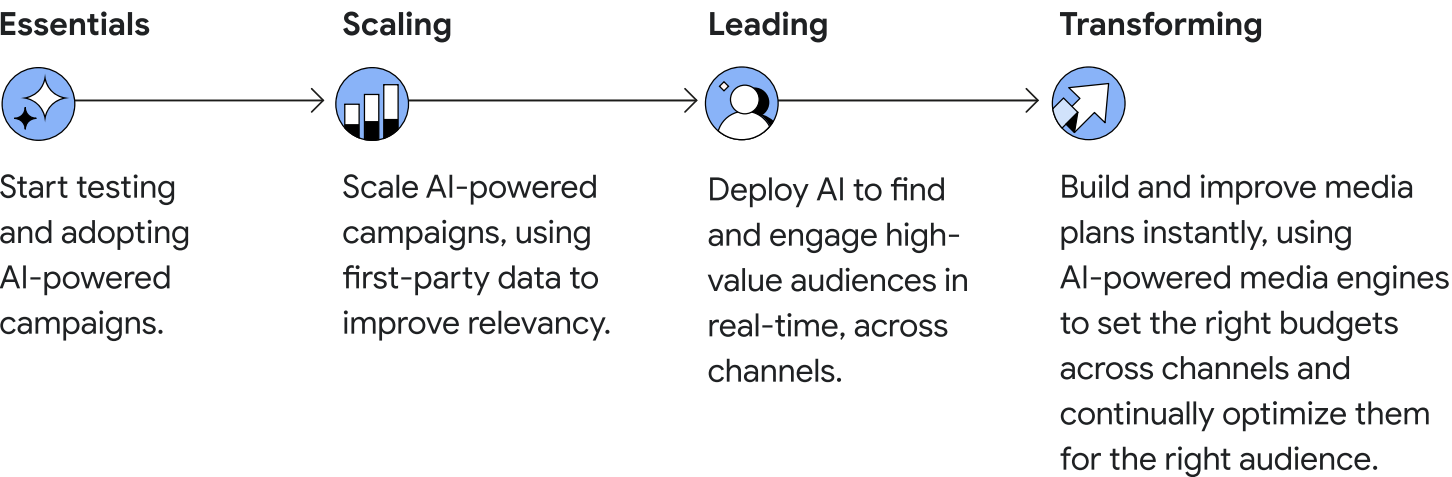 Essentials
Scaling
Leading
Transforming
Start testing
and adopting
AI-powered
campaigns.
Scale AI-powered
campaigns, using
first-party data to
improve relevancy.
Deploy AI to find
and engage high-
value audiences in
real-time, across
channels.
Build and improve media
plans instantly, using
AI-powered media engines
to set the right budgets
across channels and
continually optimize them
for the right audience.